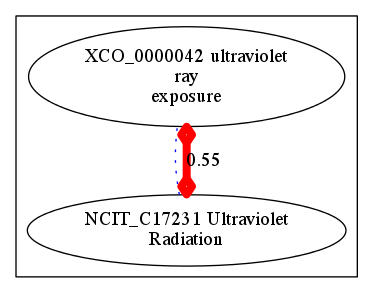 XCO_0000042 ultraviolet
ray
exposure
0.55
NCIT_C17231 Ultraviolet
Radiation